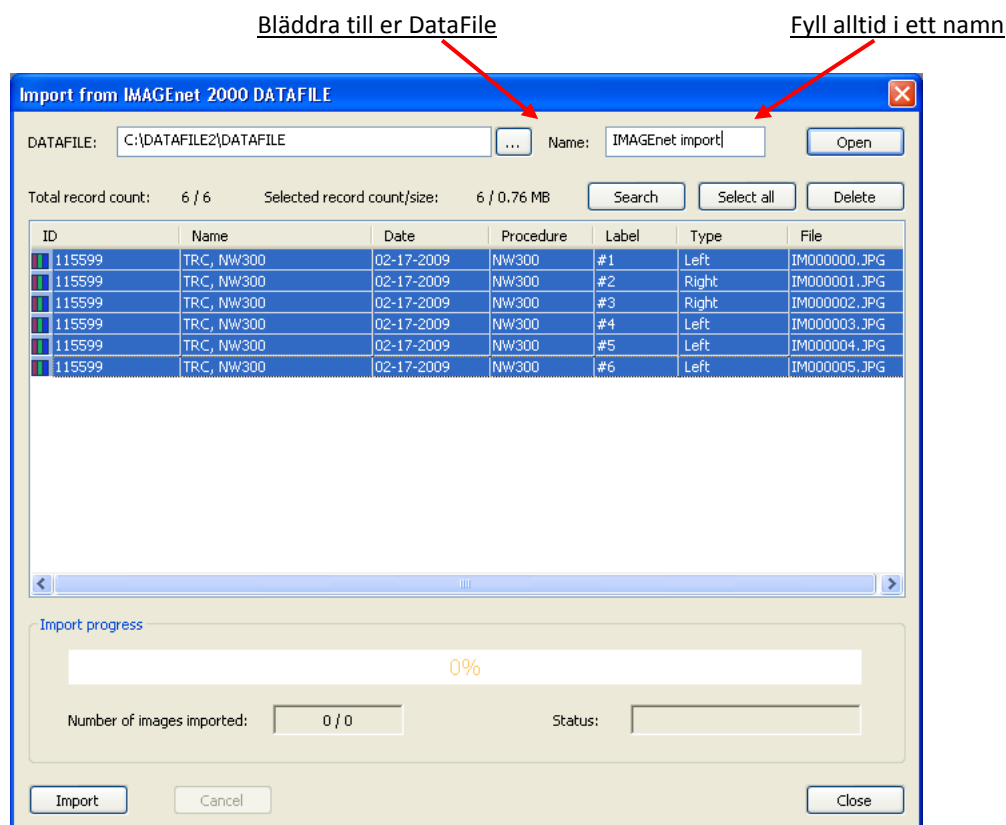 Bläddra till er DataFile Fyll alltid i ett namn
Import from IMAGEnet 2000 DATAFILE
DATAFILE: C:\DATAFILE2\DATAFILE ... Name: IMAGEnet import Open
Total record count: 6 / 6 Selected record count/size: 6 / 0.76 MB Search Select all Delete
ID Name Date Procedure Label Type File
115599 TRC, NW300 02-17-2009 NW300 #1 Left IM000000.JPG
115599 TRC, NW300 02-17-2009 NW300 #2 Right IM000001.JPG
115599 TRC, NW300 02-17-2009 NW300 #3 Right IM000002.JPG
115599 TRC, NW300 02-17-2009 NW300 #4 Left IM000003.JPG
115599 TRC, NW300 02-17-2009 NW300 #5 Left IM000004.JPG
115599 TRC, NW300 02-17-2009 NW300 #6 Left IM000005.JPG
Import progress
0%
Number of images imported: 0 / 0 Status:
Import Cancel Close